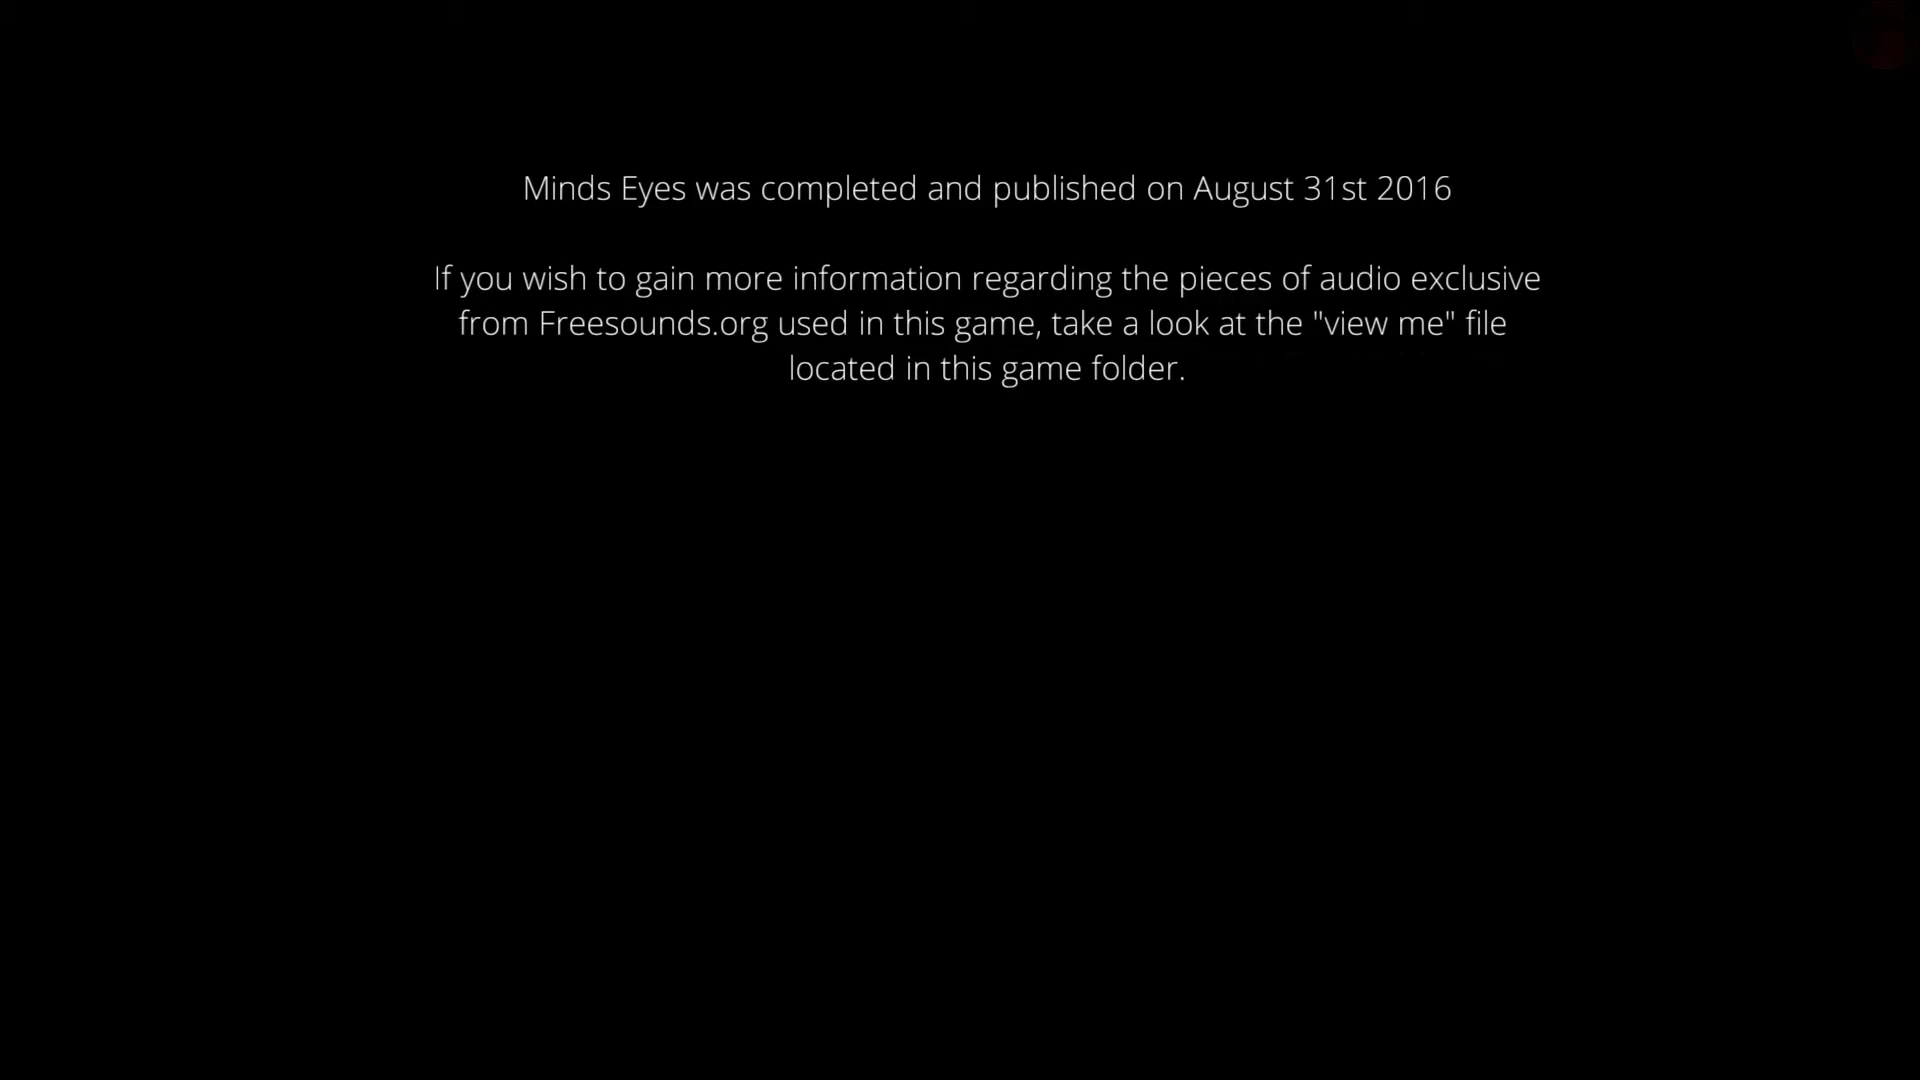 Minds Eyes was completed and published on August 31st 2016
If you wish to gain more information regarding the pieces of audio exclusive
from Freesounds.org used in this game, take a look at the "view me" file
located in this game folder.